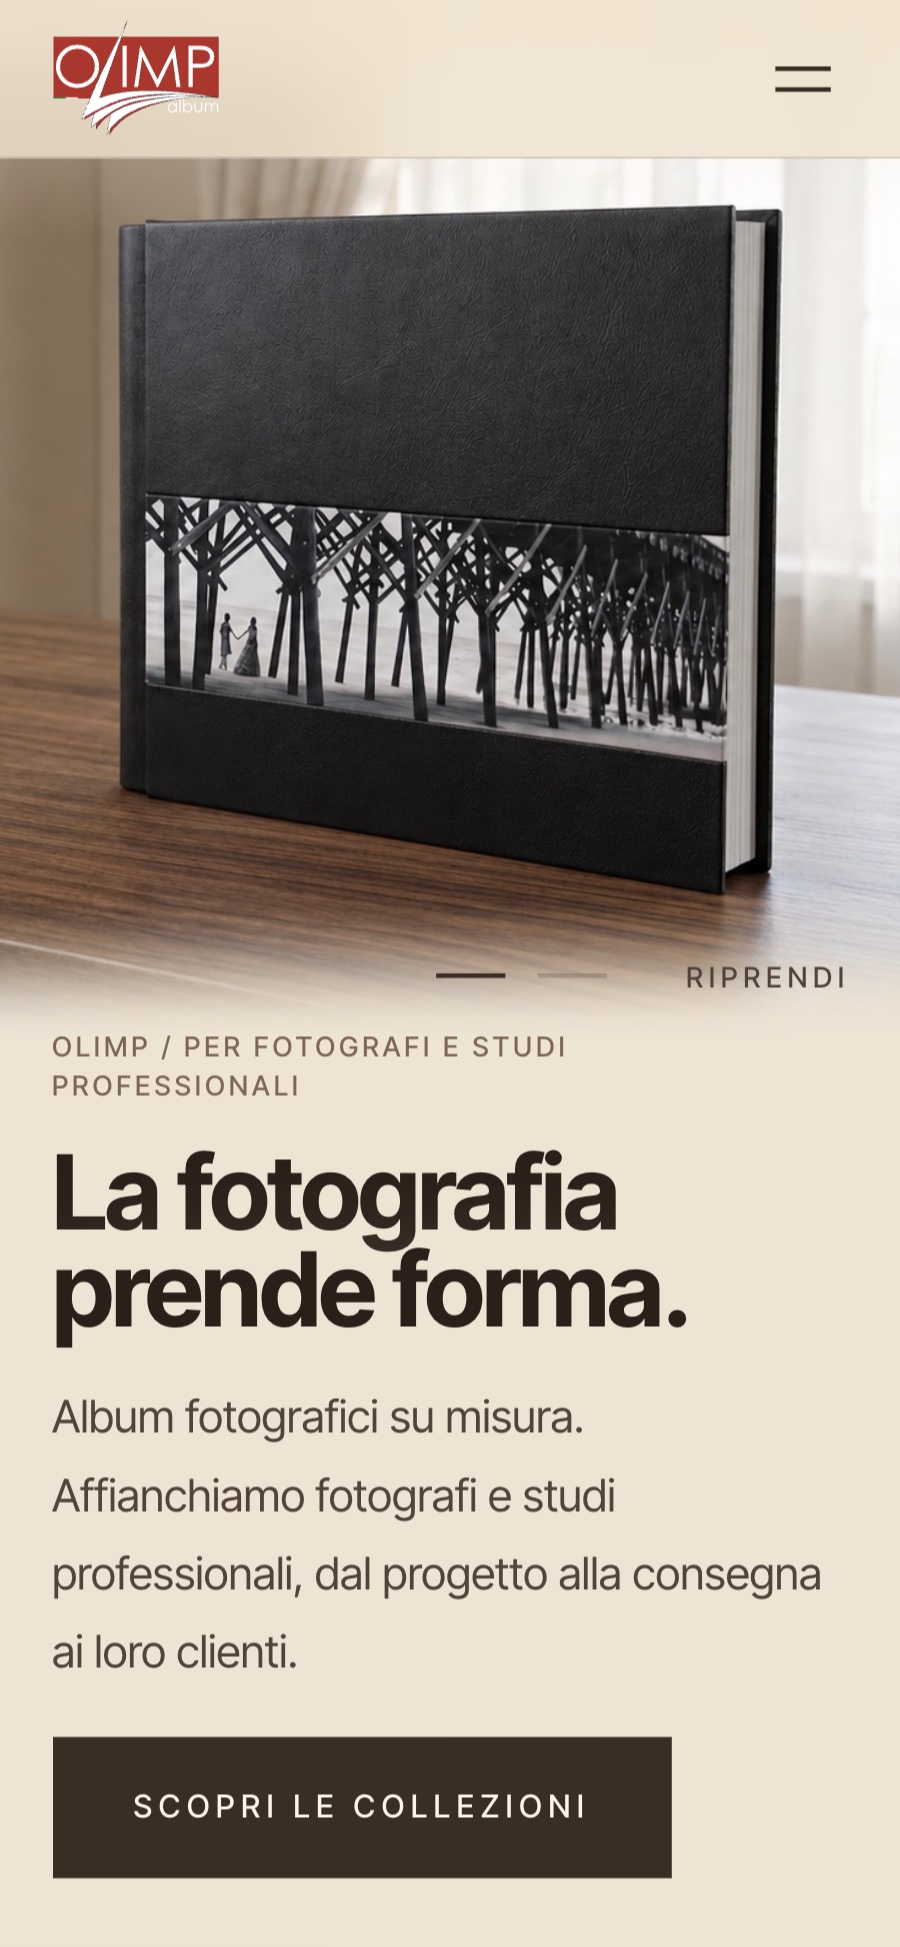 OLIMP
album
RIPRENDI
OLIMP / PER FOTOGRAFI E STUDI
PROFESSIONALI
La fotografia
prende forma.
Album fotografici su misura.
Affianchiamo fotografi e studi
professionali, dal progetto alla consegna
ai loro clienti.
SCOPRI LE COLLEZIONI